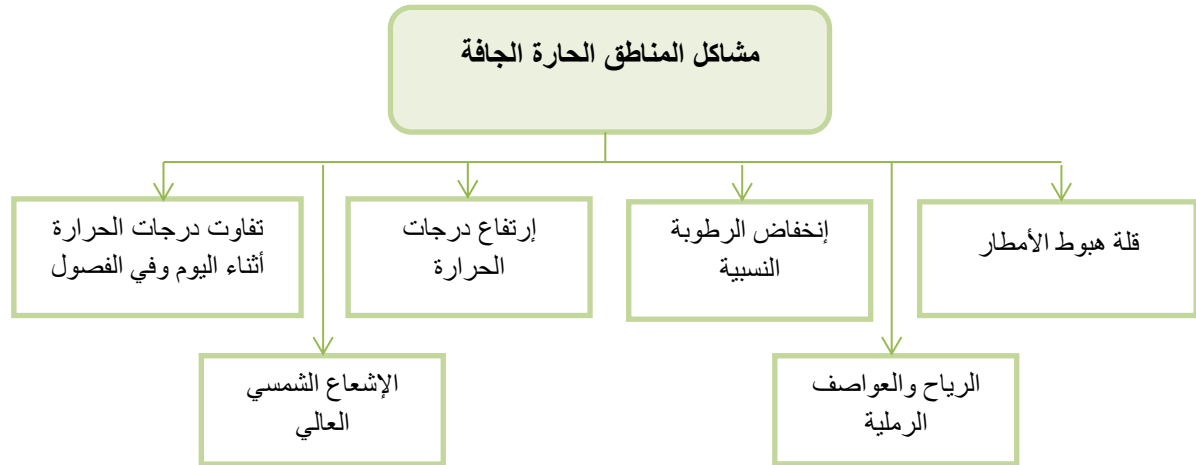 مشاكل المناطق الحارة الجافة
قلة هبوط الأمطار
إنخفاض الرطوبة
النسبية
إرتفاع درجات
الحرارة
تفاوت درجات الحرارة
أثناء اليوم وفي الفصول
الرياح والعواصف
الرملية
الإشعاع الشمسي
العالي